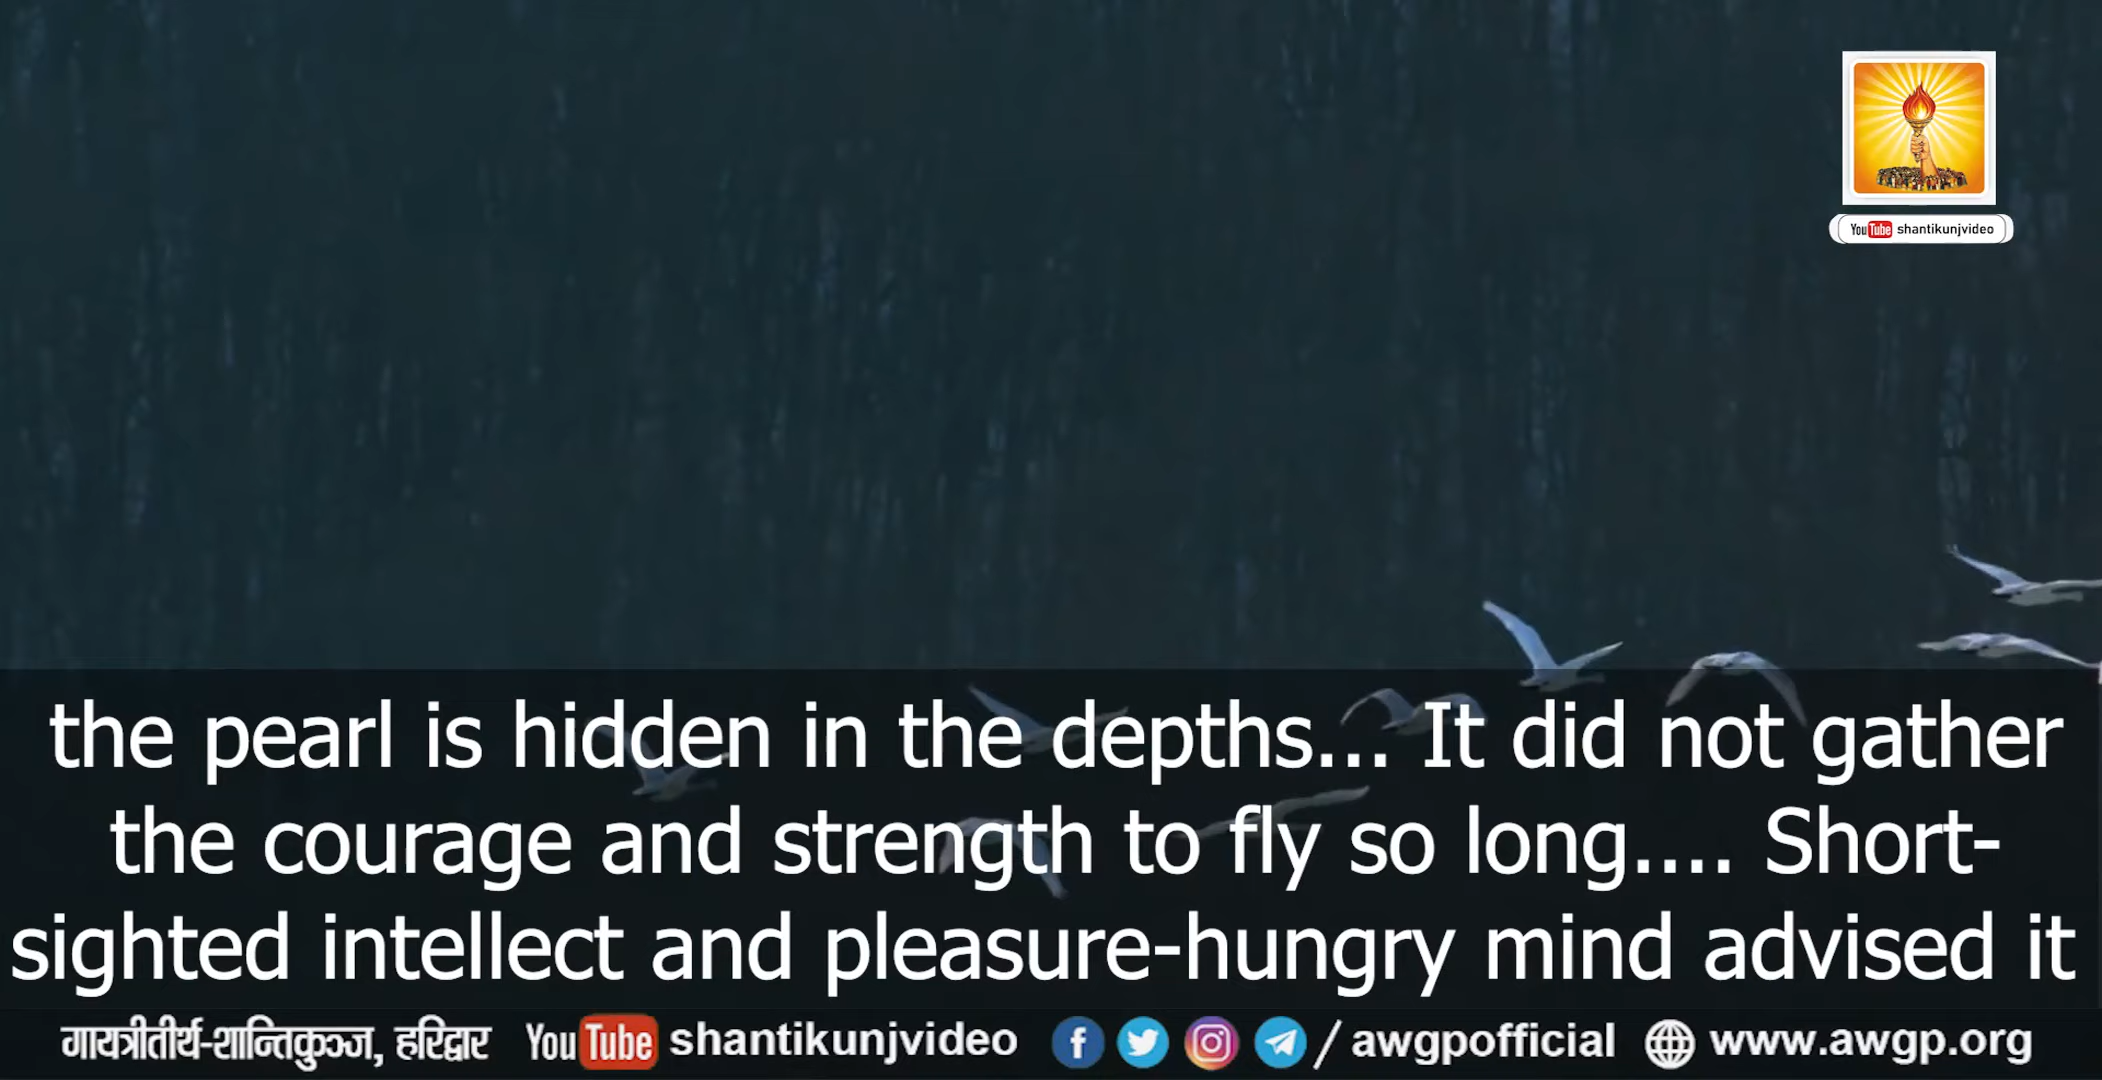 YouTube shantikunjvideo
the pearl is hidden in the depths... It did not gather
the courage and strength to fly so long.... Short-
sighted intellect and pleasure-hungry mind advised it
गायत्रीतीर्थ-शान्तिकुञ्ज, हरिद्वार YouTube shantikunjvideo f / awgpofficial www.awgp.org